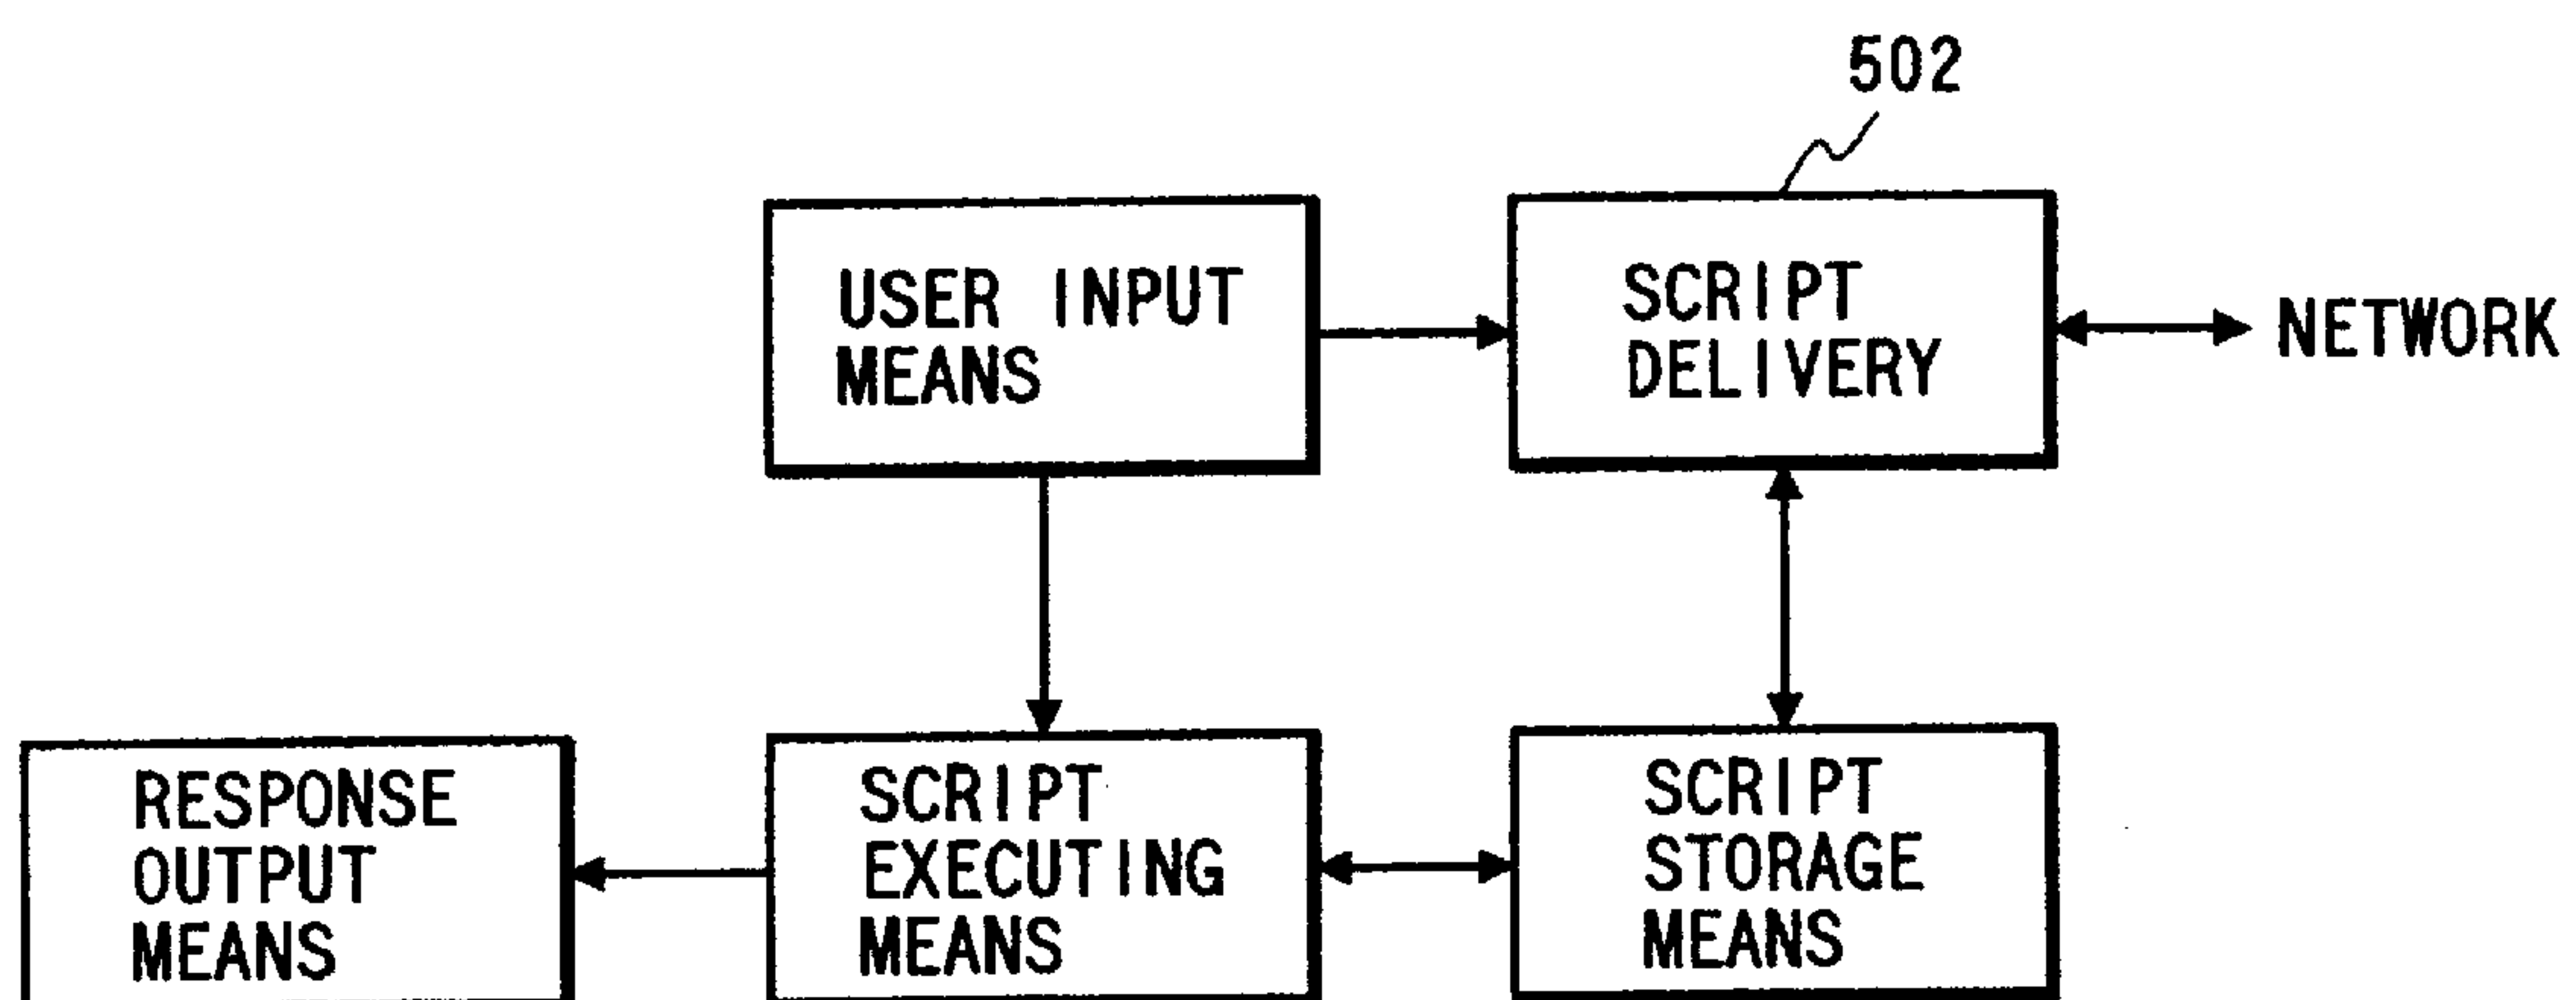 502
USER INPUT
MEANS
SCRIPT
DELIVERY
NETWORK
RESPONSE
OUTPUT
MEANS
SCRIPT
EXECUTING
MEANS
SCRIPT
STORAGE
MEANS